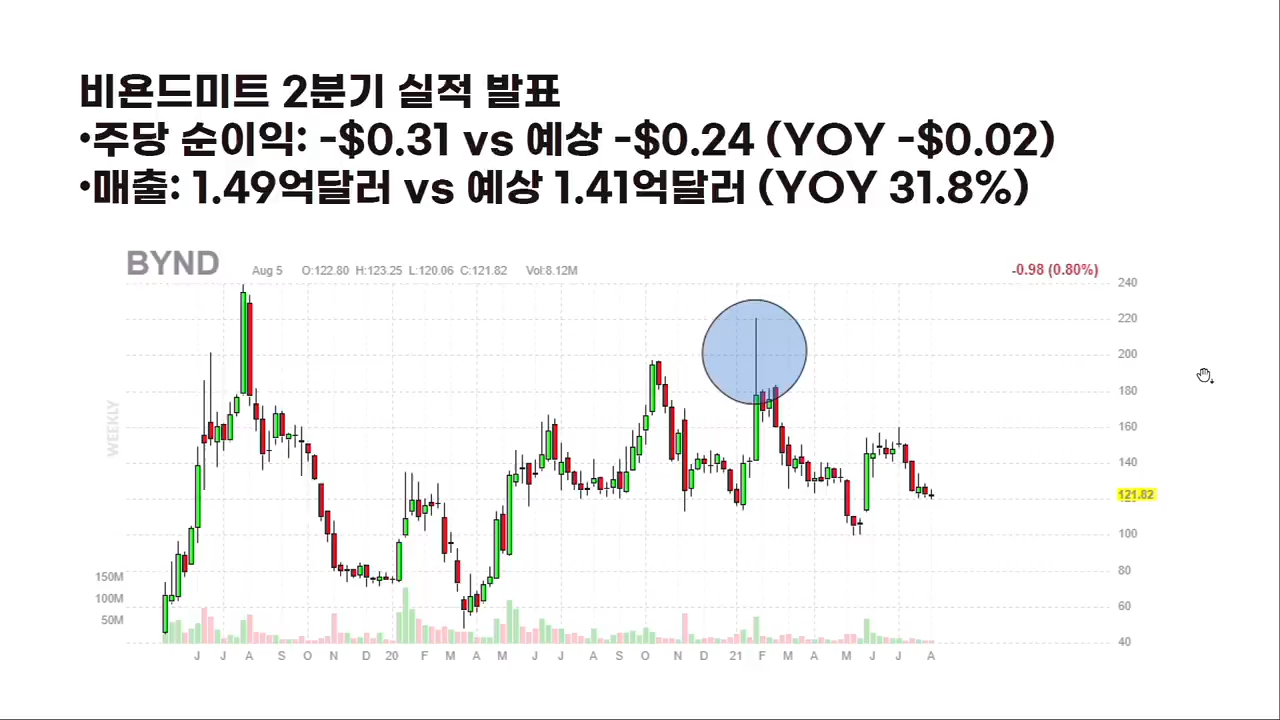 비욘드미트 2분기 실적 발표
•주당 순이익: -$0.31 vs 예상 -$0.24 (YOY -$0.02)
•매출: 1.49억달러 vs 예상 1.41억달러 (YOY 31.8%)
BYND Aug 5 O:122.80 H:123.25 L:120.06 C:121.82 Vol:8.12M -0.98 (0.80%)
240
220
200
180
WEEKLY
160
140
121.82
100
150M 80
100M 60
50M
40
J J A S O N D 20 F M A M J J A S O N D 21 F M A M J J A